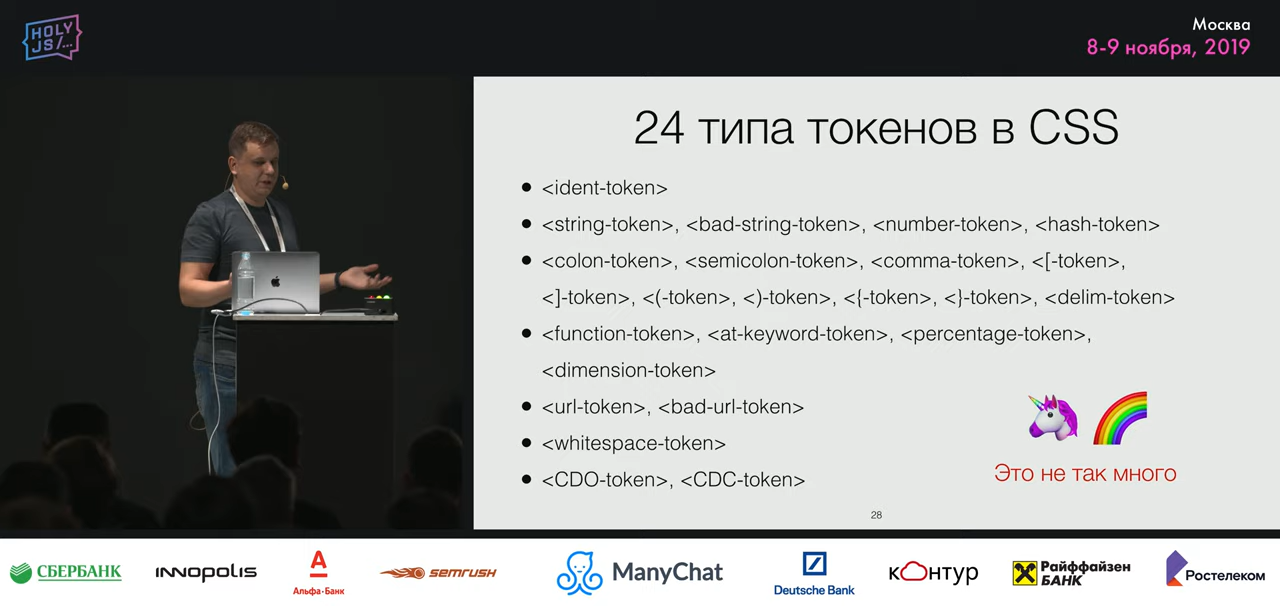 HOLY
JS/...
Москва
8-9 ноября, 2019
24 типа токенов в CSS
● <ident-token>
● <string-token>, <bad-string-token>, <number-token>, <hash-token>
● <colon-token>, <semicolon-token>, <comma-token>, <[-token>,
<]-token>, <(-token>, <)-token>, <{-token>, <}-token>, <delim-token>
● <function-token>, <at-keyword-token>, <percentage-token>,
<dimension-token>
● <url-token>, <bad-url-token>
● <whitespace-token>
● <CDO-token>, <CDC-token>
Это не так много
28
СБЕРБАНК
INNOPOLIS
А
Альфа·Банк
SEMRUSH
ManyChat
Deutsche Bank
кОнтур
Райффайзен
БАНК
Ростелеком